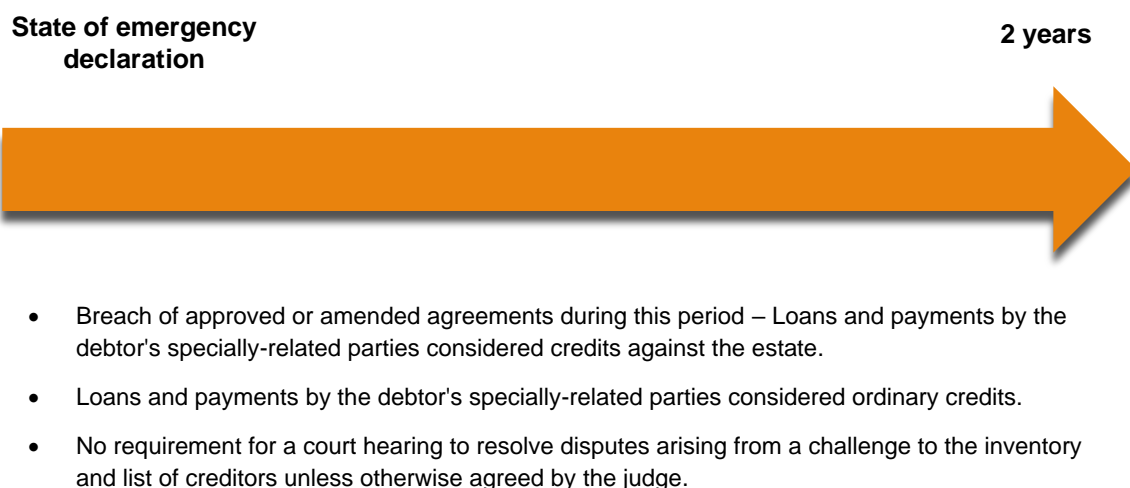 State of emergency
declaration
2 years
• Breach of approved or amended agreements during this period – Loans and payments by the
debtor's specially-related parties considered credits against the estate.
• Loans and payments by the debtor's specially-related parties considered ordinary credits.
• No requirement for a court hearing to resolve disputes arising from a challenge to the inventory
and list of creditors unless otherwise agreed by the judge.